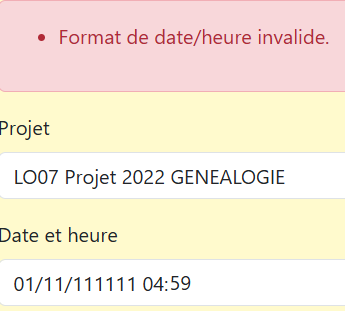 Format de date/heure invalide.
Projet
LO07 Projet 2022 GENEALOGIE
Date et heure
01/11/111111 04:59